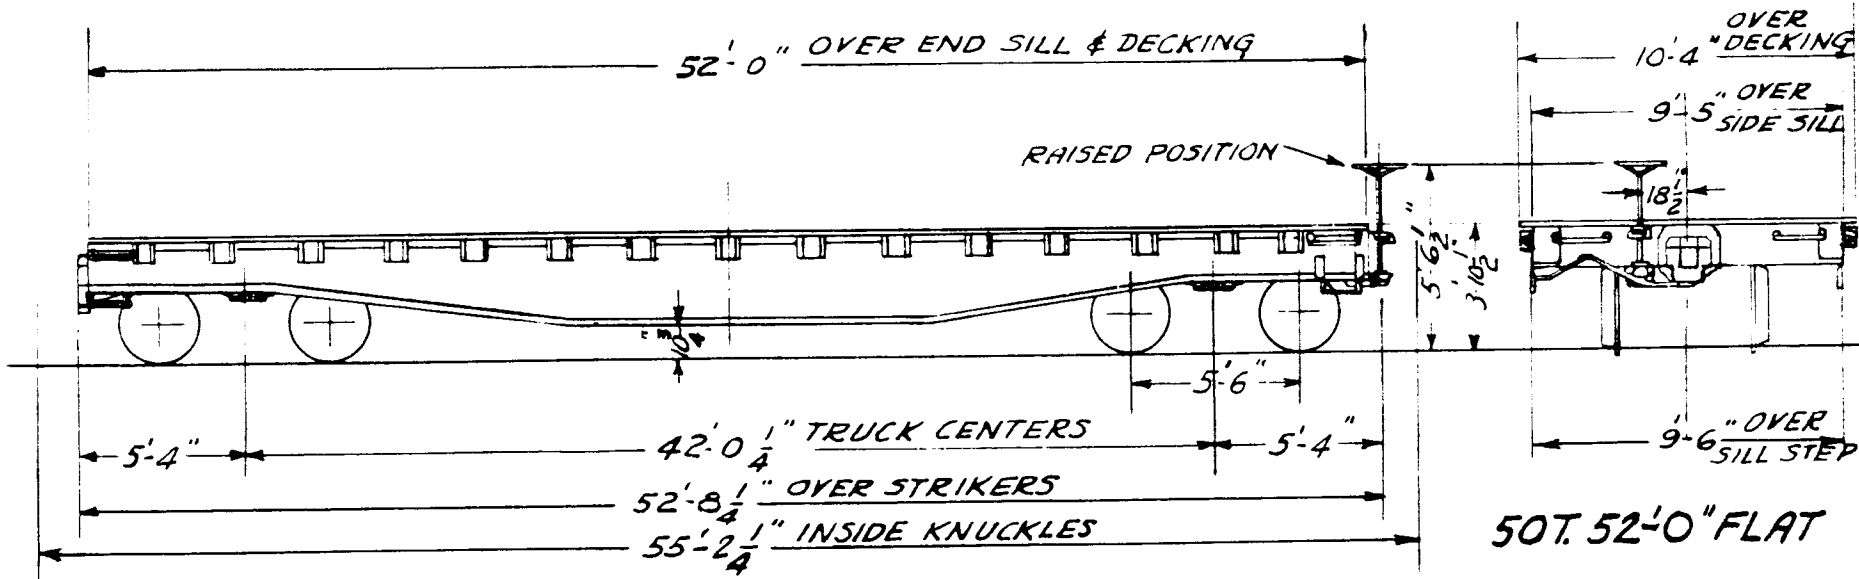 52'-0" OVER END SILL & DECKING
OVER
10'-4" DECKING
9'-5" OVER
SIDE SILL
RAISED POSITION
18 1/2"
5'-6 1/2"
3'-10 1/2"
5'-6"
5'-4"
42'-0 1/4" TRUCK CENTERS
5'-4"
9'-6" OVER
SILL STEP
52'-8 1/4" OVER STRIKERS
55'-2 1/4" INSIDE KNUCKLES
50T. 52'-0" FLAT